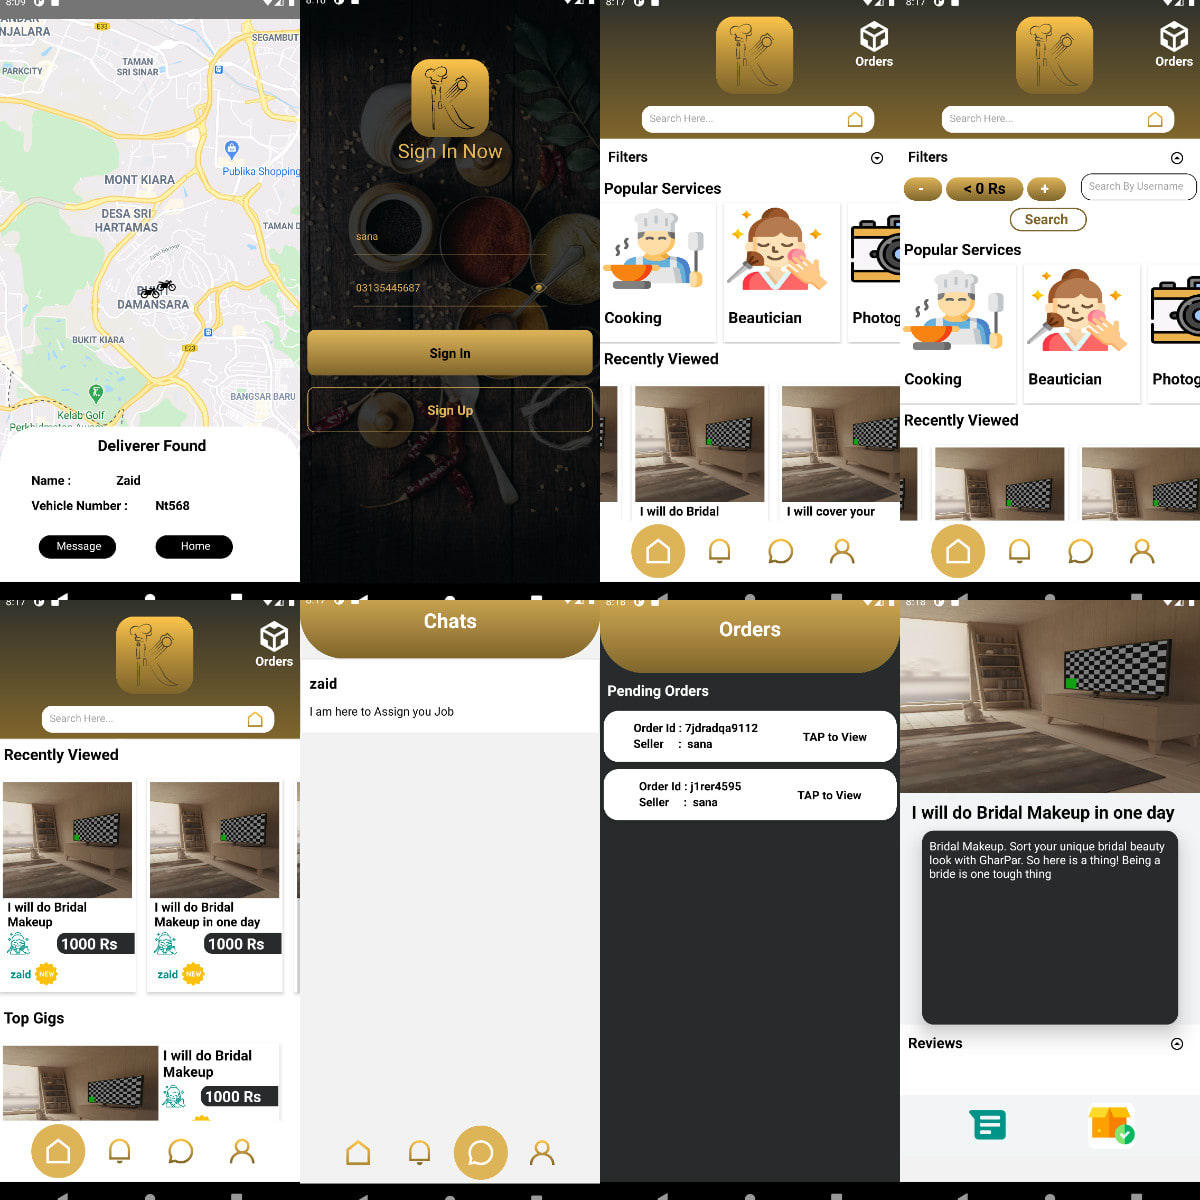 8:09
NJALARA
E33
SEGAMBUT
TAMAN
SRI SINAR
PARKCITY
Publika Shopping
MONT KIARA
DESA SRI
HARTAMAS
TAMAN D
DAMANSARA
BUKIT KIARA
E23
BANGSAR BARU
Kelab Golf
Deliverer Found
Name : Zaid
Vehicle Number : Nt568
Message Home
K
Sign In Now
sana
03135445687
Sign In
Sign Up
8:17
K
Orders
Search Here...
Filters
Popular Services
Cooking Beautician Photog
Recently Viewed
I will do Bridal I will cover your
8:17
K
Orders
Search Here...
Filters
- < 0 Rs + Search By Username
Search
Popular Services
Cooking Beautician Photog
Recently Viewed
8:17
K
Orders
Search Here...
Recently Viewed
I will do Bridal
Makeup
1000 Rs
zaid NEW
I will do Bridal
Makeup in one day
1000 Rs
zaid NEW
Top Gigs
I will do Bridal
Makeup
1000 Rs
Chats
zaid
I am here to Assign you Job
8:18
Orders
Pending Orders
Order Id : 7jdradqa9112
Seller : sana
TAP to View
Order Id : j1rer4595
Seller : sana
TAP to View
8:18
I will do Bridal Makeup in one day
Bridal Makeup. Sort your unique bridal beauty
look with GharPar. So here is a thing! Being a
bride is one tough thing
Reviews